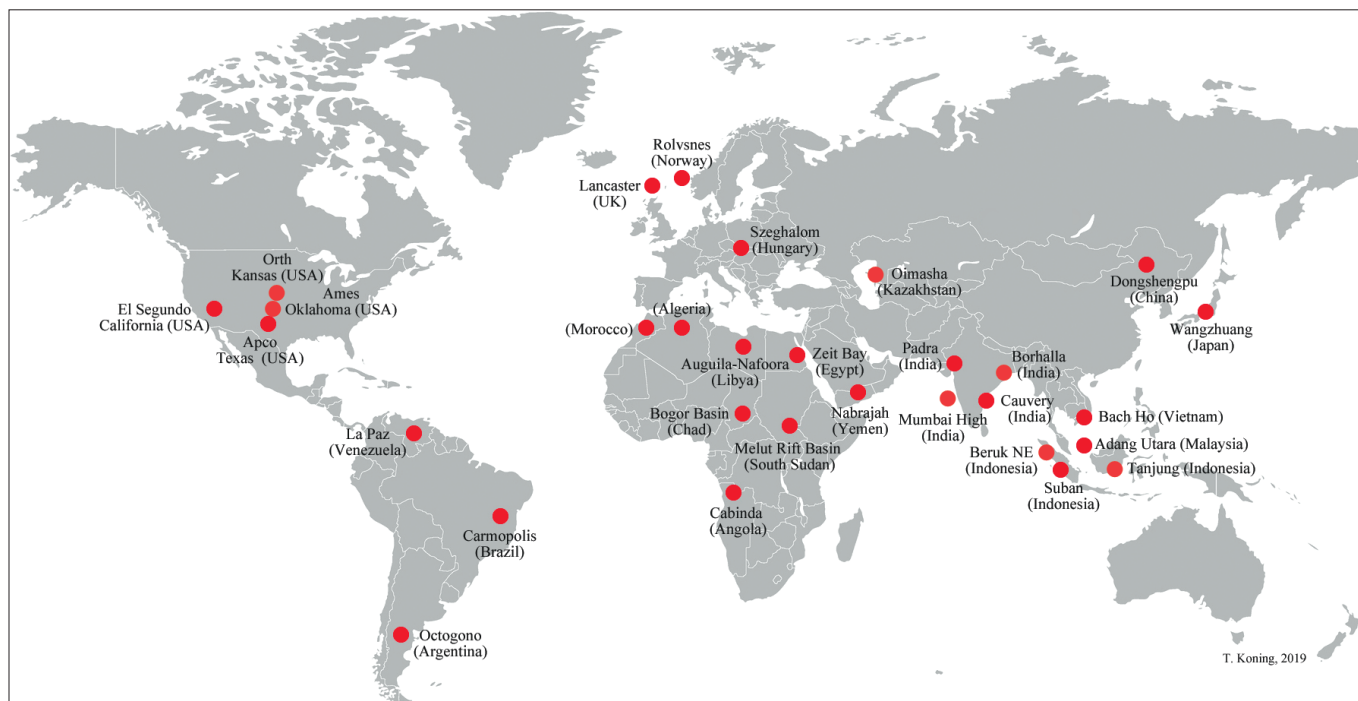 Rolvsnes
(Norway)
Lancaster
(UK)
Szeghalom
(Hungary)
Orth
Kansas (USA)
Ames
Oklahoma (USA)
El Segundo
California (USA)
Apco
Texas (USA)
Oimasha
(Kazakhstan)
Dongshengpu
(China)
Wangzhuang
(Japan)
(Morocco)
(Algeria)
Auguila-Nafoora
(Libya)
Zeit Bay
(Egypt)
Padra
(India)
Borhalla
(India)
Nabrajah
(Yemen)
Mumbai High
(India)
Cauvery
(India)
Bach Ho (Vietnam)
Bogor Basin
(Chad)
Melut Rift Basin
(South Sudan)
La Paz
(Venezuela)
Adang Utara (Malaysia)
Beruk NE
(Indonesia)
Tanjung (Indonesia)
Suban
(Indonesia)
Cabinda
(Angola)
Carmopolis
(Brazil)
Octogono
(Argentina)
T. Koning, 2019